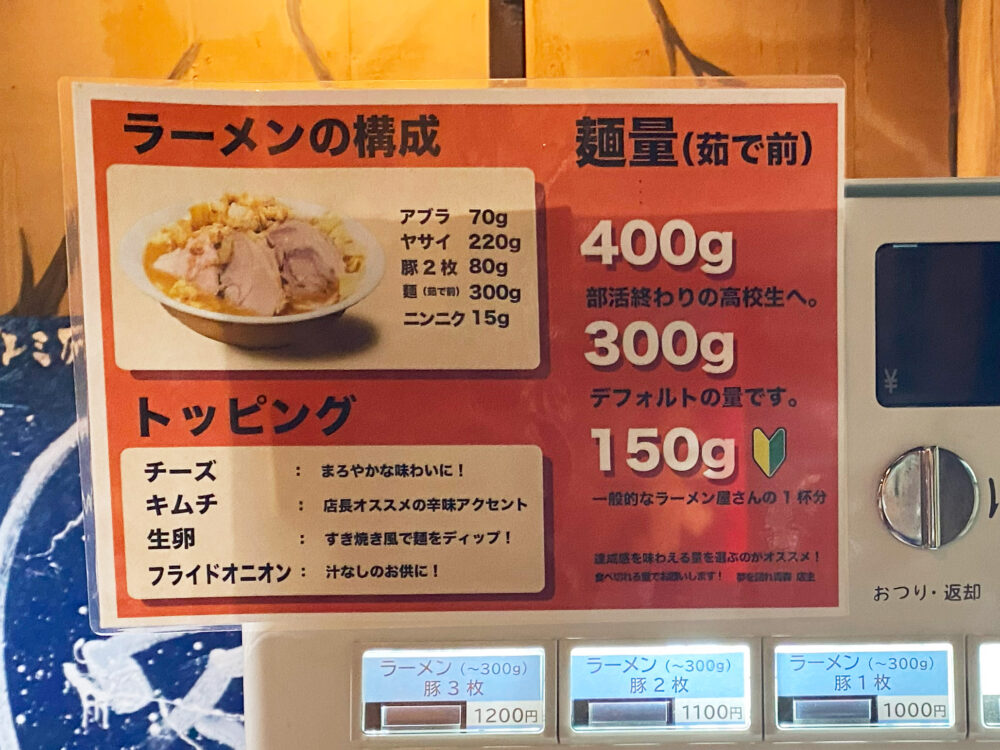 ラーメンの構成
アブラ 70g
ヤサイ 220g
豚2枚 80g
麺（茹で前） 300g
ニンニク 15g
トッピング
チーズ : まろやかな味わいに！
キムチ : 店長オススメの辛味アクセント
生卵 : すき焼き風で麺をディップ！
フライドオニオン : 汁なしのお供に！
麺量(茹で前)
400g
部活終わりの高校生へ。
300g
デフォルトの量です。
150g
一般的なラーメン屋さんの1杯分
達成感を味わえる量を選ぶのがオススメ！
食べ切れる量でお願いします！ 夢を語れ青森 店主
¥
おつり・返却
ラーメン（～300g）
豚3枚
1200円
ラーメン（～300g）
豚2枚
1100円
ラーメン（～300g）
豚1枚
1000円